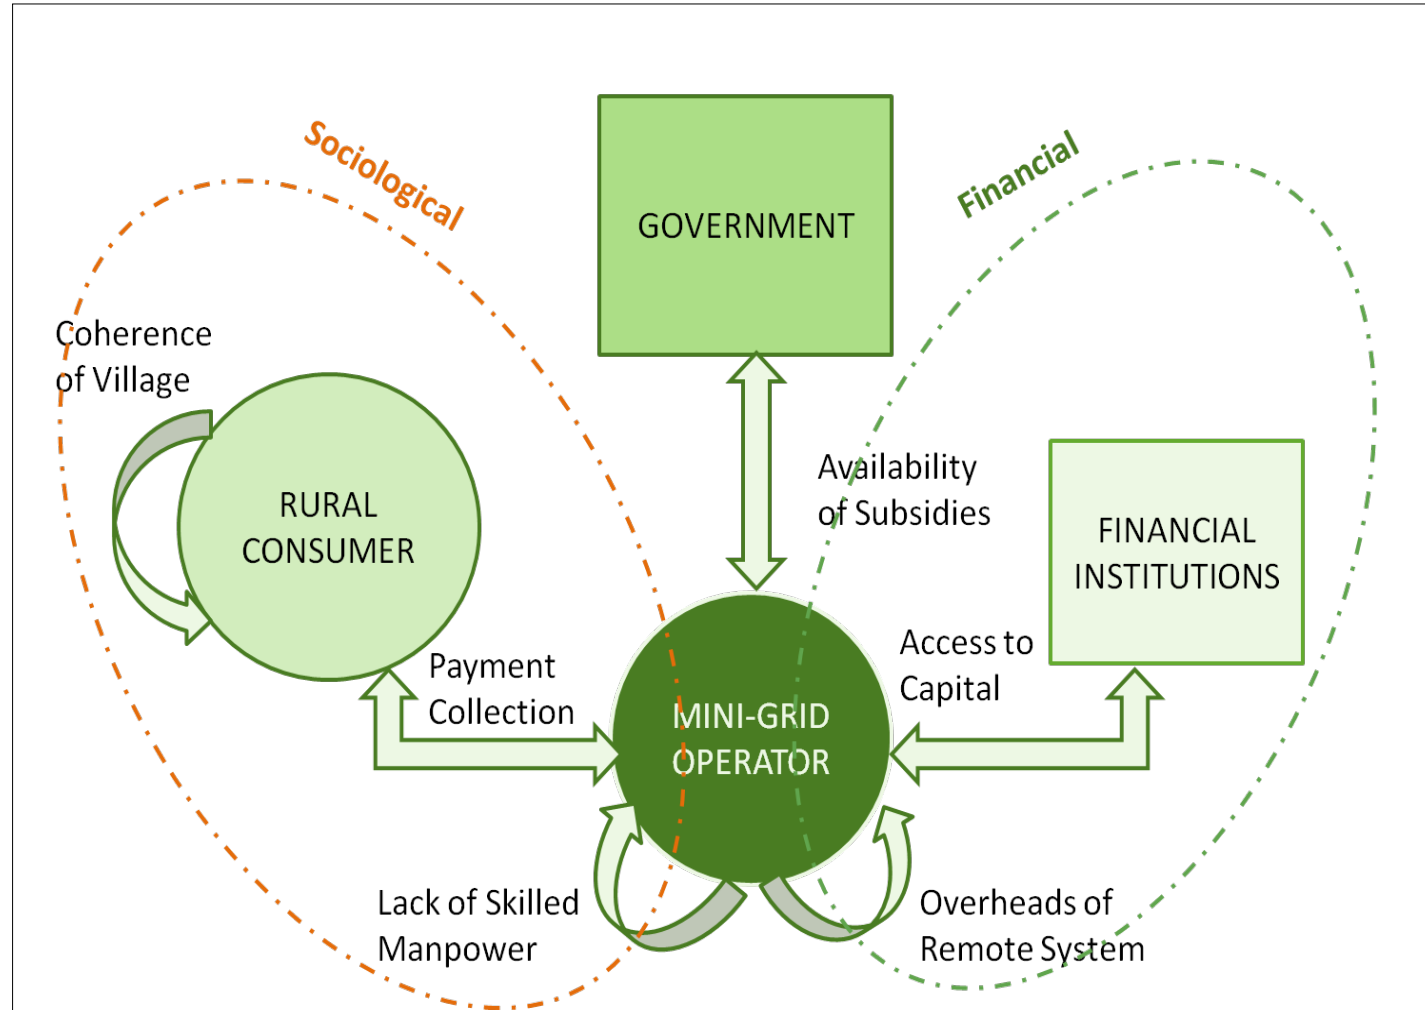 Sociological
Financial
GOVERNMENT
Coherence
of Village
RURAL
CONSUMER
Availability
of Subsidies
FINANCIAL
INSTITUTIONS
Payment
Collection
Access to
Capital
MINI-GRID
OPERATOR
Lack of Skilled
Manpower
Overheads of
Remote System